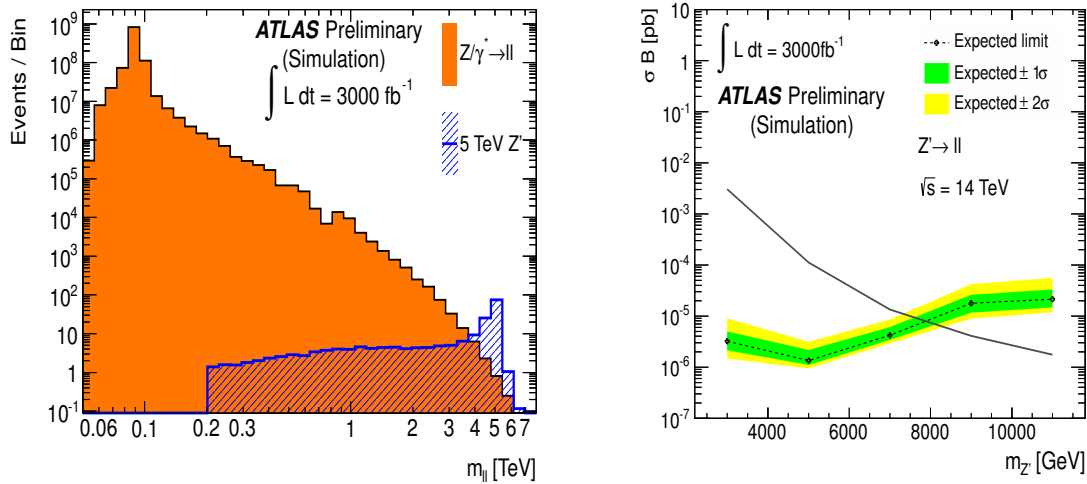 Events / Bin
10⁹
10⁸
10⁷
10⁶
10⁵
10⁴
10³
10²
10
1
10⁻¹
ATLAS Preliminary
(Simulation)
∫ L dt = 3000 fb⁻¹
Z/γ* → ll
5 TeV Z'
0.06 0.1 0.2 0.3 1 2 3 4 5 6 7
m_ll [TeV]
σ B [pb]
10
1
10⁻¹
10⁻²
10⁻³
10⁻⁴
10⁻⁵
10⁻⁶
10⁻⁷
∫ L dt = 3000fb⁻¹
ATLAS Preliminary
(Simulation)
Expected limit
Expected ± 1σ
Expected ± 2σ
Z' → ll
√s = 14 TeV
4000 6000 8000 10000
m_Z' [GeV]